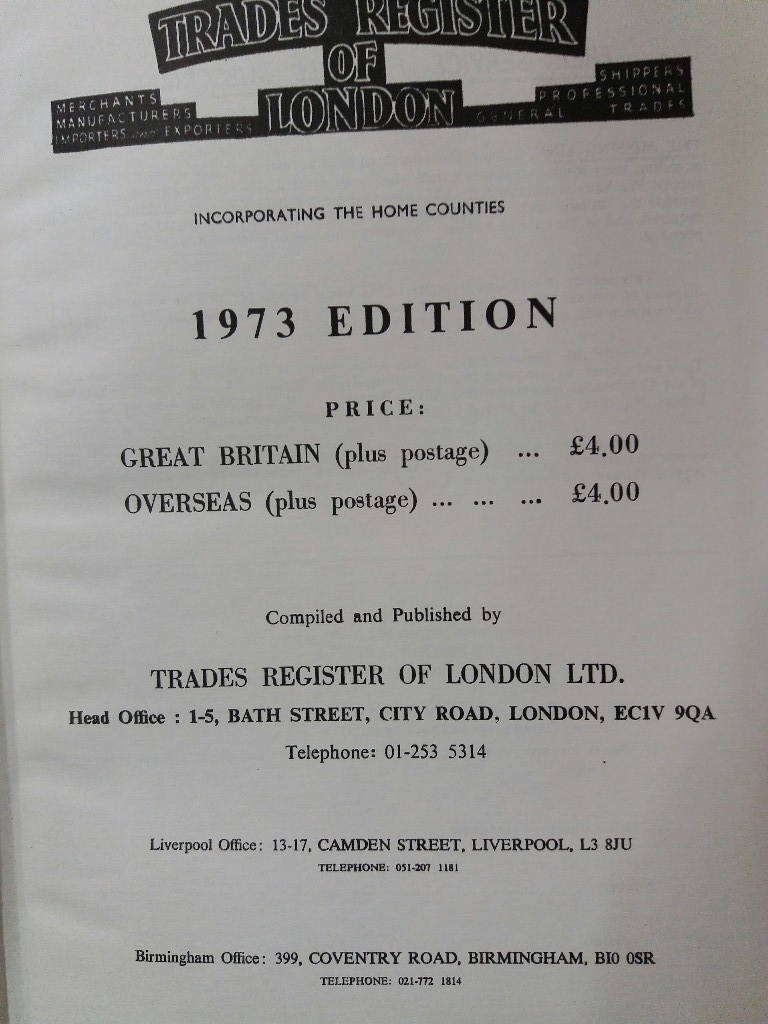 TRADES REGISTER
OF
LONDON
MERCHANTS
MANUFACTURERS
IMPORTERS and EXPORTERS
SHIPPERS
PROFESSIONAL
GENERAL TRADES
INCORPORATING THE HOME COUNTIES
1973 EDITION
PRICE:
GREAT BRITAIN (plus postage) ... £4.00
OVERSEAS (plus postage) ... ... ... £4.00
Compiled and Published by
TRADES REGISTER OF LONDON LTD.
Head Office : 1-5, BATH STREET, CITY ROAD, LONDON, EC1V 9QA
Telephone: 01-253 5314
Liverpool Office: 13-17, CAMDEN STREET, LIVERPOOL, L3 8JU
TELEPHONE: 051-207 1181
Birmingham Office: 399, COVENTRY ROAD, BIRMINGHAM, B10 0SR
TELEPHONE: 021-772 1814